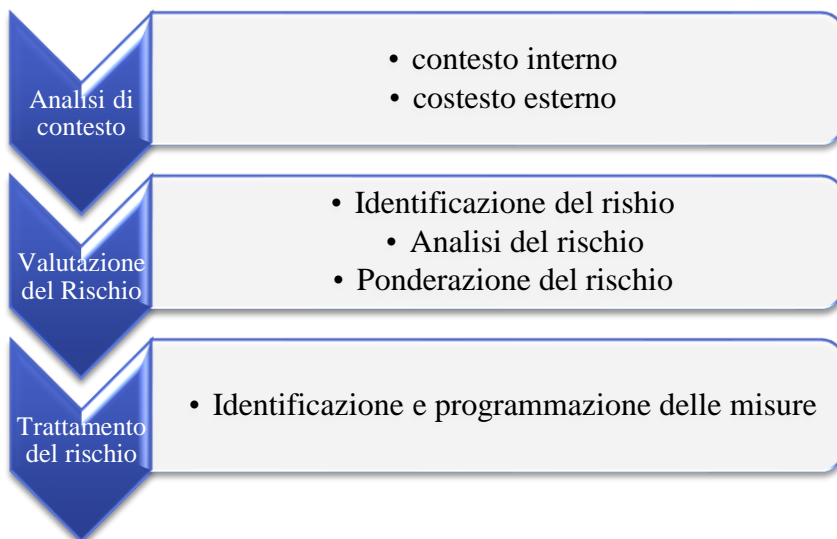 Analisi di
contesto
• contesto interno
• costesto esterno
Valutazione
del Rischio
• Identificazione del rishio
• Analisi del rischio
• Ponderazione del rischio
Trattamento
del rischio
• Identificazione e programmazione delle misure